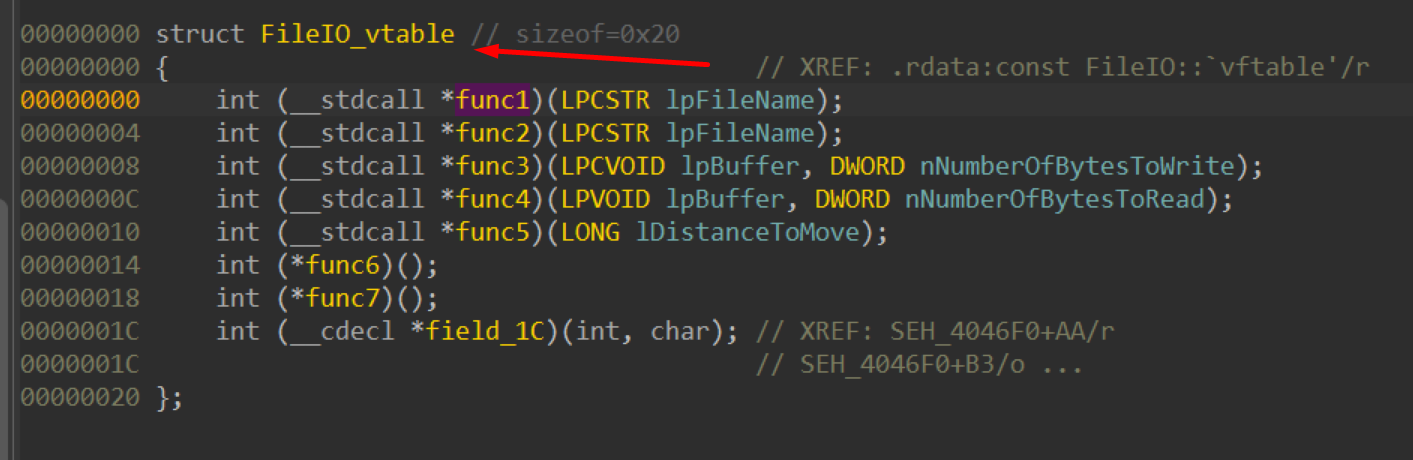 00000000 struct FileIO_vtable // sizeof=0x20
00000000 { // XREF: .rdata:const FileIO::`vftable'/r
00000000 int (__stdcall *func1)(LPCSTR lpFileName);
00000004 int (__stdcall *func2)(LPCSTR lpFileName);
00000008 int (__stdcall *func3)(LPCVOID lpBuffer, DWORD nNumberOfBytesToWrite);
0000000C int (__stdcall *func4)(LPVOID lpBuffer, DWORD nNumberOfBytesToRead);
00000010 int (__stdcall *func5)(LONG lDistanceToMove);
00000014 int (*func6)();
00000018 int (*func7)();
0000001C int (__cdecl *field_1C)(int, char); // XREF: SEH_4046F0+AA/r
0000001C // SEH_4046F0+B3/o ...
00000020 };